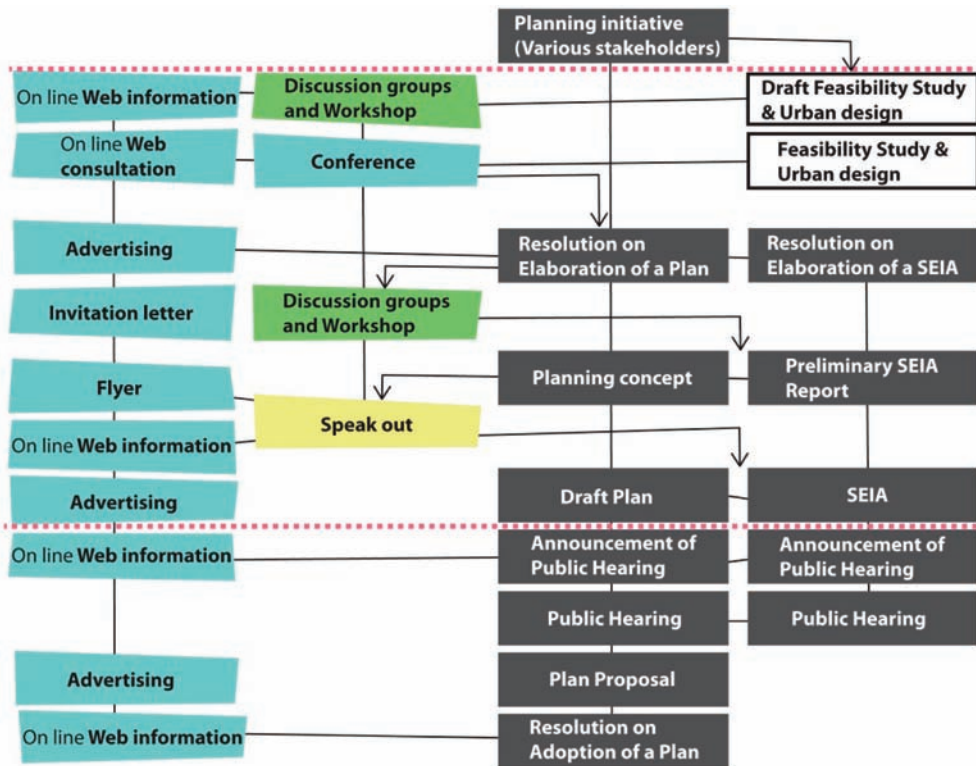 Planning initiative
(Various stakeholders)
On line Web information
Discussion groups
and Workshop
Draft Feasibility Study
& Urban design
On line Web
consultation
Conference
Feasibility Study &
Urban design
Advertising
Resolution on
Elaboration of a Plan
Resolution on
Elaboration of a SEIA
Invitation letter
Discussion groups
and Workshop
Flyer
Planning concept
Preliminary SEIA
Report
Speak out
On line Web information
Advertising
Draft Plan
SEIA
On line Web information
Announcement of
Public Hearing
Announcement of
Public Hearing
Public Hearing
Public Hearing
Advertising
Plan Proposal
On line Web information
Resolution on
Adoption of a Plan